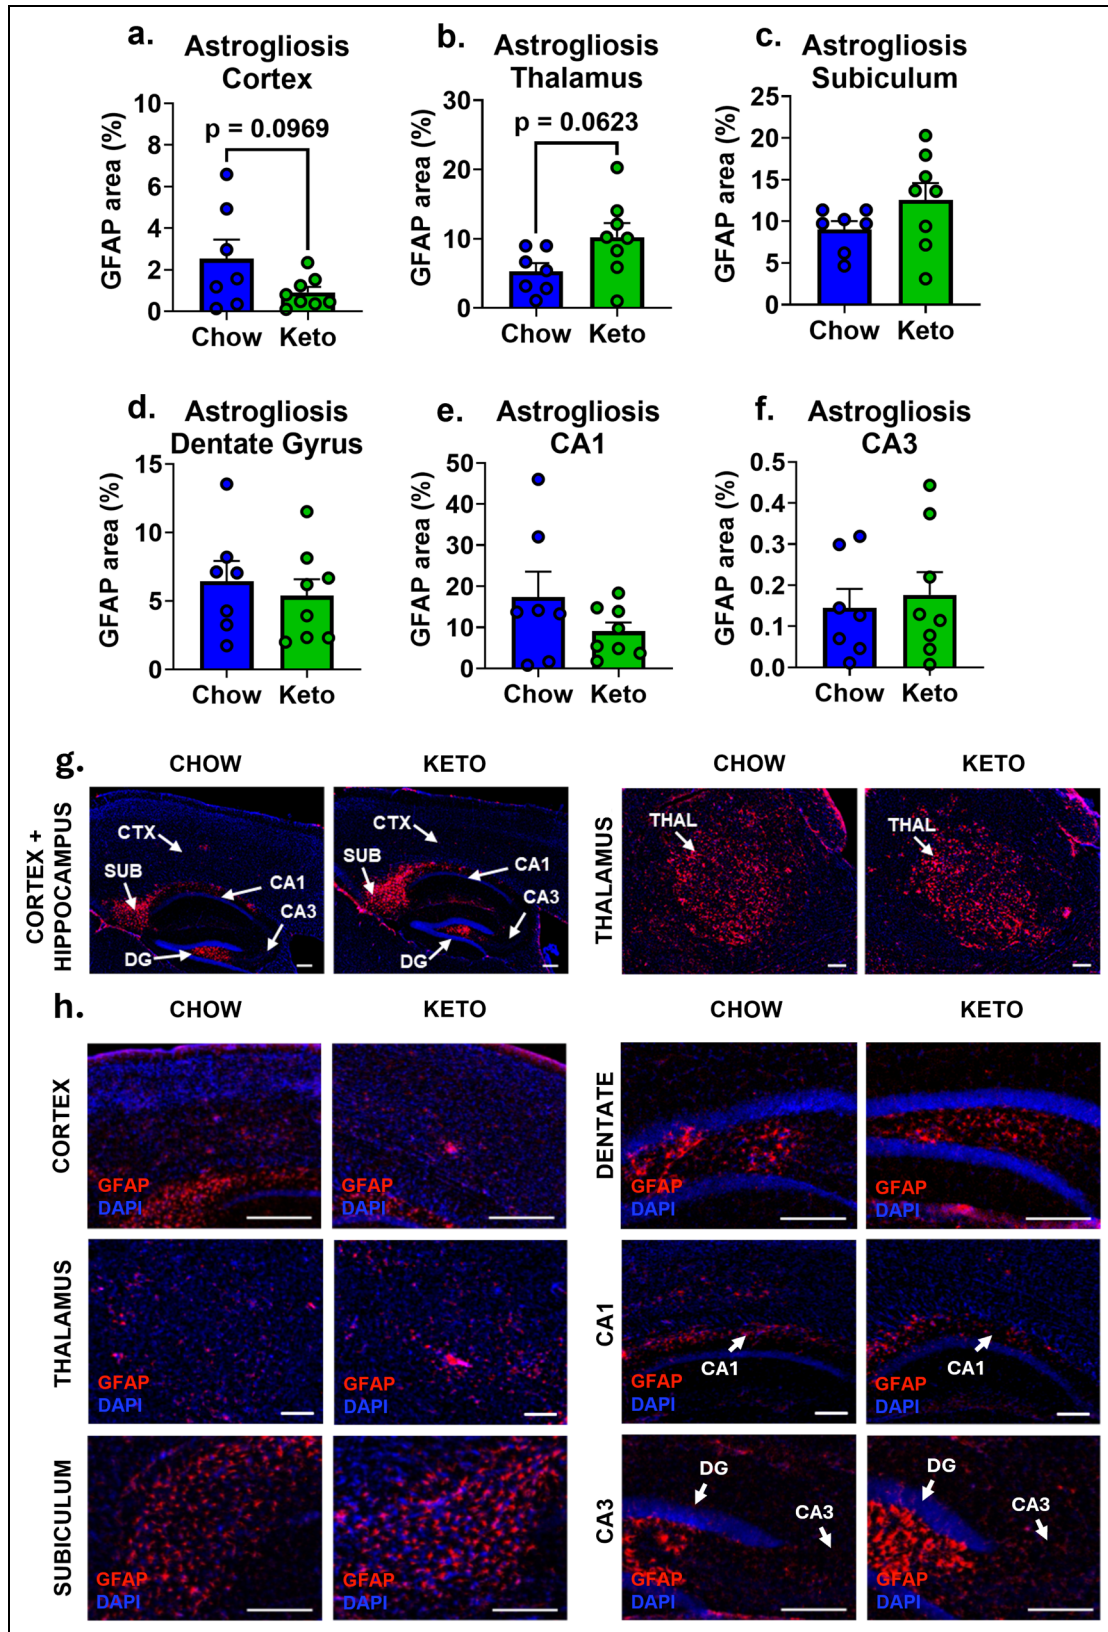 a.
Astrogliosis
Cortex
GFAP area (%)
10
8
6
4
2
0
p = 0.0969
Chow Keto
b.
Astrogliosis
Thalamus
GFAP area (%)
30
20
10
0
p = 0.0623
Chow Keto
c.
Astrogliosis
Subiculum
GFAP area (%)
25
20
15
10
5
0
Chow Keto
d.
Astrogliosis
Dentate Gyrus
GFAP area (%)
15
10
5
0
Chow Keto
e.
Astrogliosis
CA1
GFAP area (%)
50
40
30
20
10
0
Chow Keto
f.
Astrogliosis
CA3
GFAP area (%)
0.5
0.4
0.3
0.2
0.1
0.0
Chow Keto
g.
CHOW KETO CHOW KETO
CORTEX +
HIPPOCAMPUS
CTX
SUB
CA1
CA3
DG
CTX
SUB
CA1
CA3
DG
THALAMUS
THAL
THAL
h.
CHOW KETO CHOW KETO
CORTEX
GFAP
DAPI
GFAP
DAPI
DENTATE
GFAP
DAPI
GFAP
DAPI
THALAMUS
GFAP
DAPI
GFAP
DAPI
CA1
CA1
GFAP
DAPI
CA1
GFAP
DAPI
SUBICULUM
GFAP
DAPI
GFAP
DAPI
CA3
DG
CA3
GFAP
DAPI
DG
CA3
GFAP
DAPI